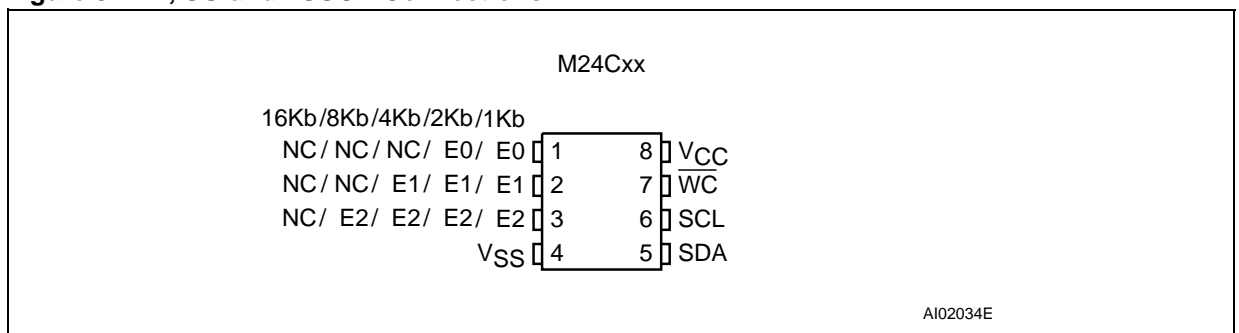 M24Cxx
16Kb/8Kb/4Kb/2Kb/1Kb
NC/ NC/ NC/ E0/ E0 1 8 VCC
NC/ NC/ E1/ E1/ E1 2 7 WC
NC/ E2/ E2/ E2/ E2 3 6 SCL
VSS 4 5 SDA
AI02034E